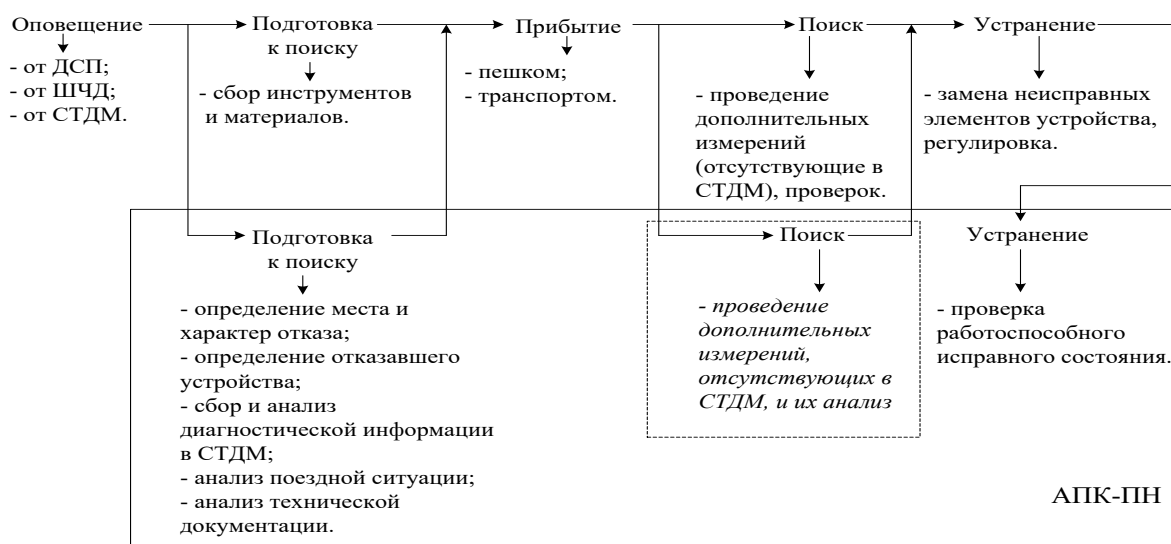 Оповещение
- от ДСП;
- от ШЧД;
- от СТДМ.
Подготовка
к поиску
- сбор инструментов
и материалов.
Прибытие
- пешком;
- транспортом.
Поиск
- проведение
дополнительных
измерений
(отсутствующие в
СТДМ), проверок.
Устранение
- замена неисправных
элементов устройства,
регулировка.
Подготовка
к поиску
- определение места и
характер отказа;
- определение отказавшего
устройства;
- сбор и анализ
диагностической информации
в СТДМ;
- анализ поездной ситуации;
- анализ технической
документации.
Поиск
- проведение
дополнительных
измерений,
отсутствующих в
СТДМ, и их анализ
Устранение
- проверка
работоспособного
исправного состояния.
АПК-ПН